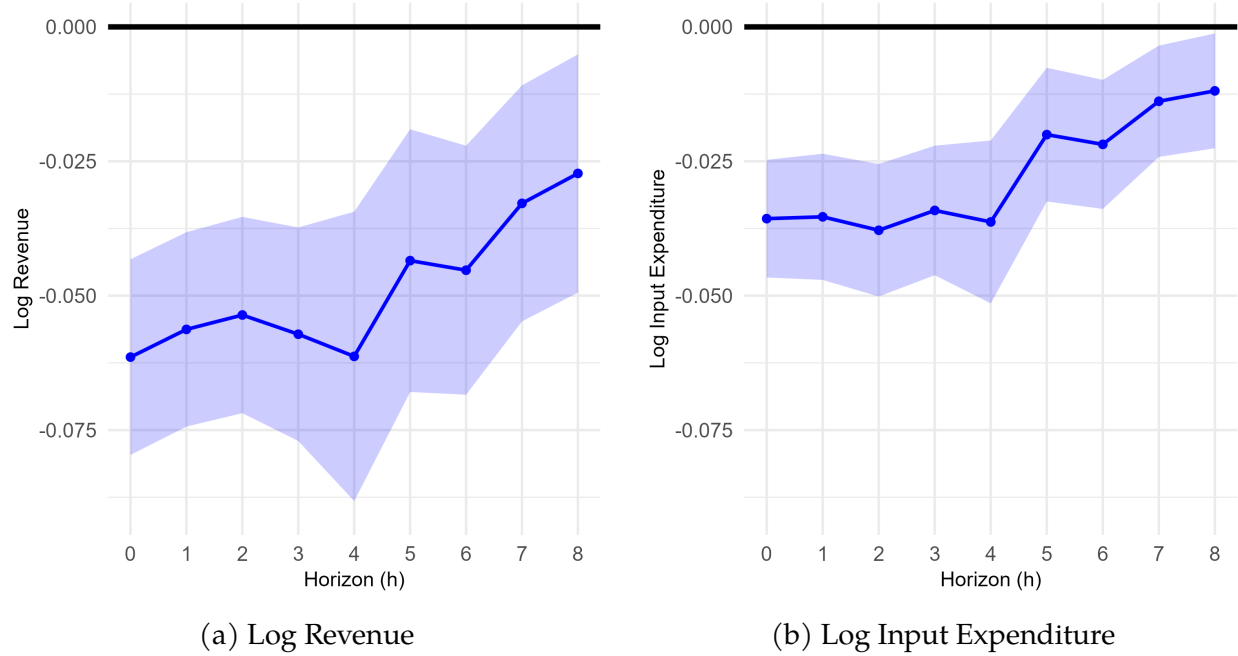 0.000
-0.025
-0.050
-0.075
Log Revenue
0 1 2 3 4 5 6 7 8
Horizon (h)
(a) Log Revenue
0.000
-0.025
-0.050
-0.075
Log Input Expenditure
0 1 2 3 4 5 6 7 8
Horizon (h)
(b) Log Input Expenditure